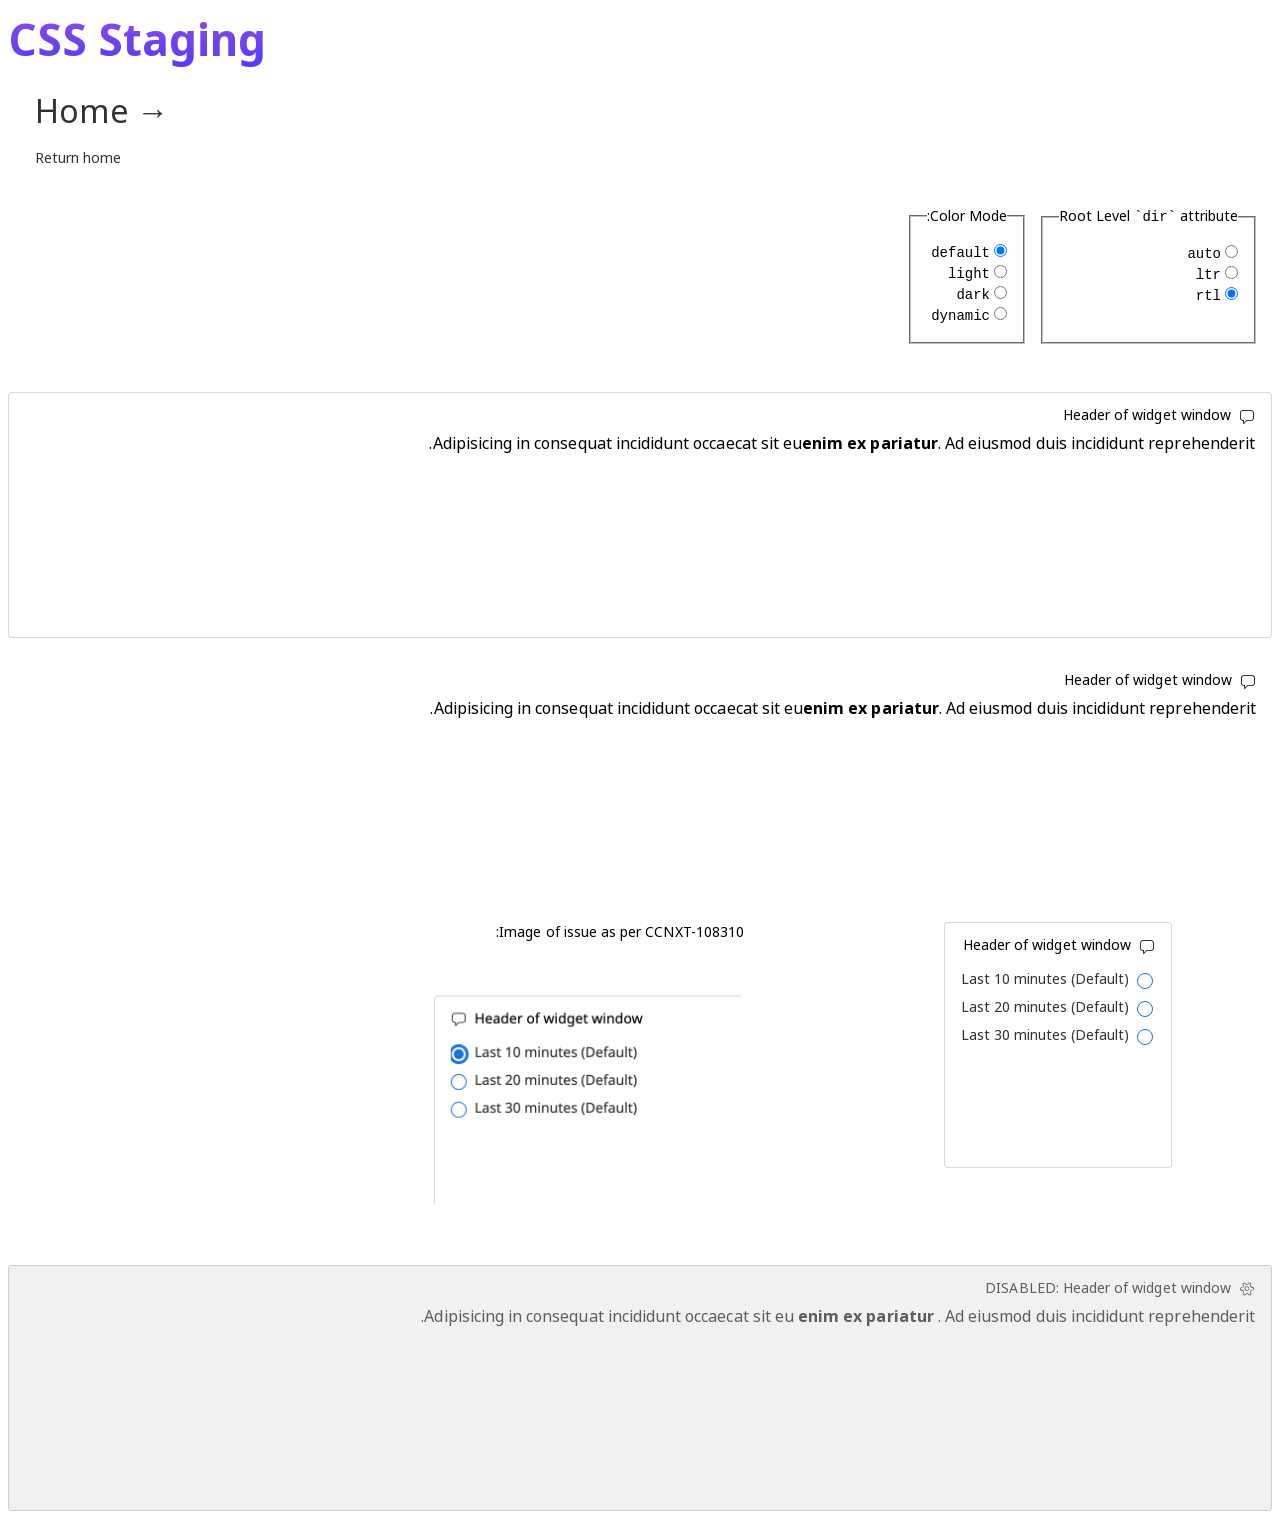 CSS Staging
Home →
Return home
Root Level `dir` attribute
auto
ltr
rtl
Color Mode:
default
light
dark
dynamic
Header of widget window
Adipisicing in consequat incididunt occaecat sit euenim ex pariatur. Ad eiusmod duis incididunt reprehenderit.
Header of widget window
Adipisicing in consequat incididunt occaecat sit euenim ex pariatur. Ad eiusmod duis incididunt reprehenderit.
Header of widget window
Last 10 minutes (Default)
Last 20 minutes (Default)
Last 30 minutes (Default)
Image of issue as per CCNXT-108310:
Header of widget window
Last 10 minutes (Default)
Last 20 minutes (Default)
Last 30 minutes (Default)
DISABLED: Header of widget window
Adipisicing in consequat incididunt occaecat sit eu enim ex pariatur . Ad eiusmod duis incididunt reprehenderit.